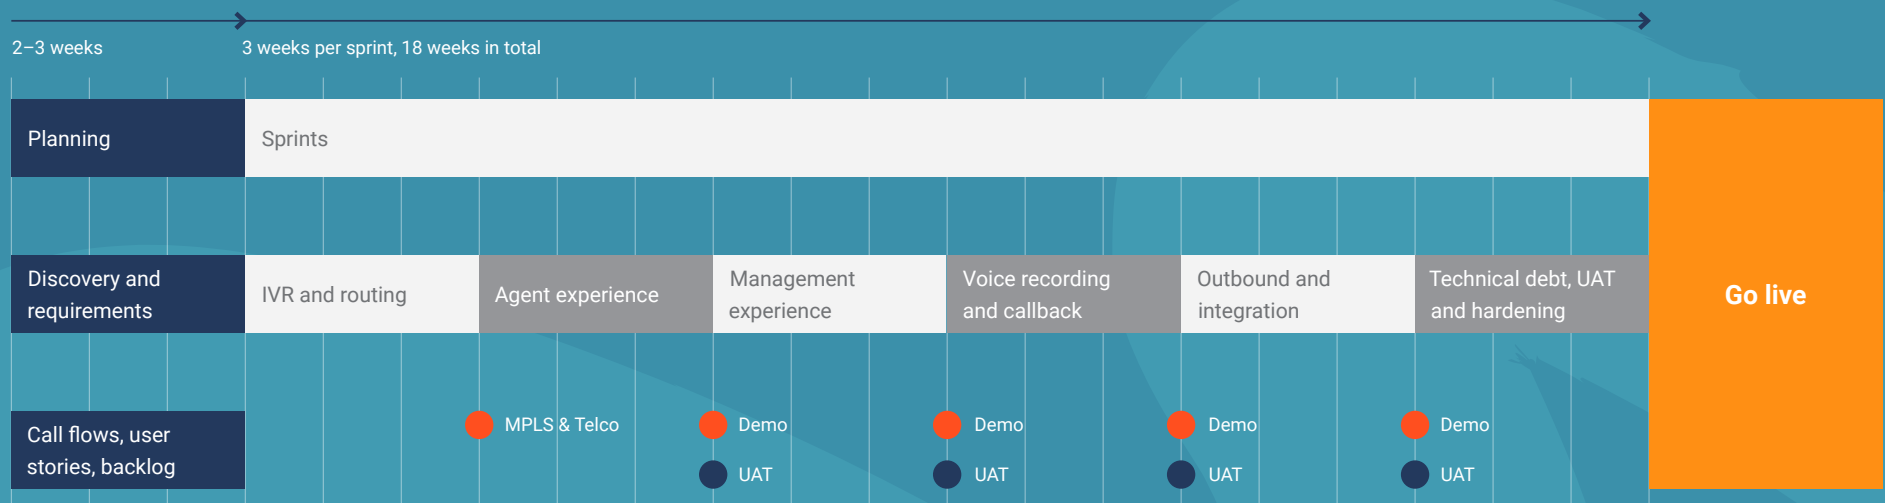 2–3 weeks
3 weeks per sprint, 18 weeks in total
Planning
Sprints
Discovery and
requirements
IVR and routing
Agent experience
Management
experience
Voice recording
and callback
Outbound and
integration
Technical debt, UAT
and hardening
Go live
Call flows, user
stories, backlog
MPLS & Telco
Demo
Demo
Demo
Demo
UAT
UAT
UAT
UAT